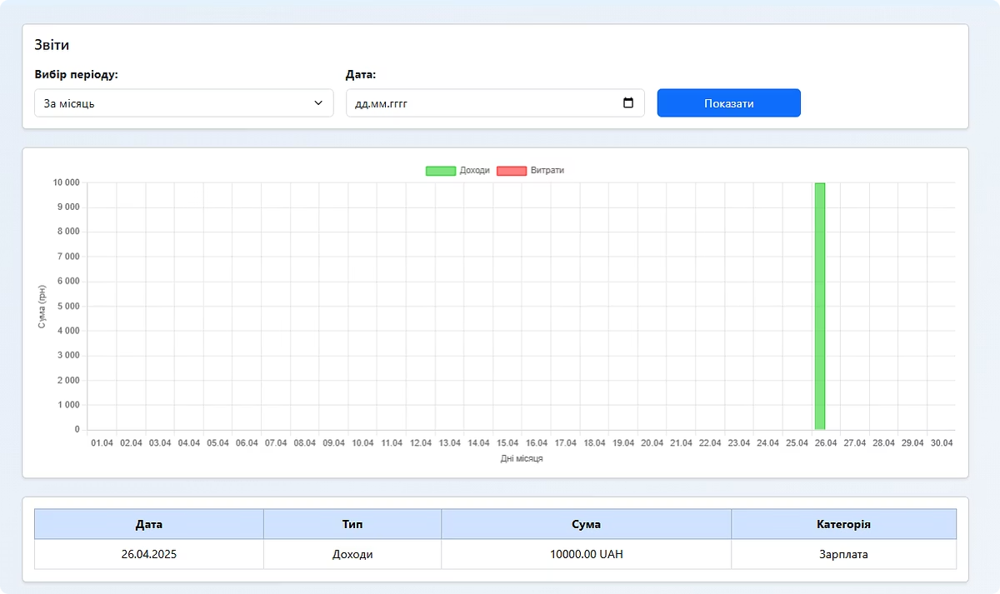 Звіти
Вибір періоду: Дата:
За місяць дд.мм.гггг Показати
Доходи Витрати
10 000
9 000
8 000
7 000
6 000
5 000
4 000
3 000
2 000
1 000
0
Сума (грн)
01.04 02.04 03.04 04.04 05.04 06.04 07.04 08.04 09.04 10.04 11.04 12.04 13.04 14.04 15.04 16.04 17.04 18.04 19.04 20.04 21.04 22.04 23.04 24.04 25.04 26.04 27.04 28.04 29.04 30.04
Дні місяця
Дата Тип Сума Категорія
26.04.2025 Доходи 10000.00 UAH Зарплата